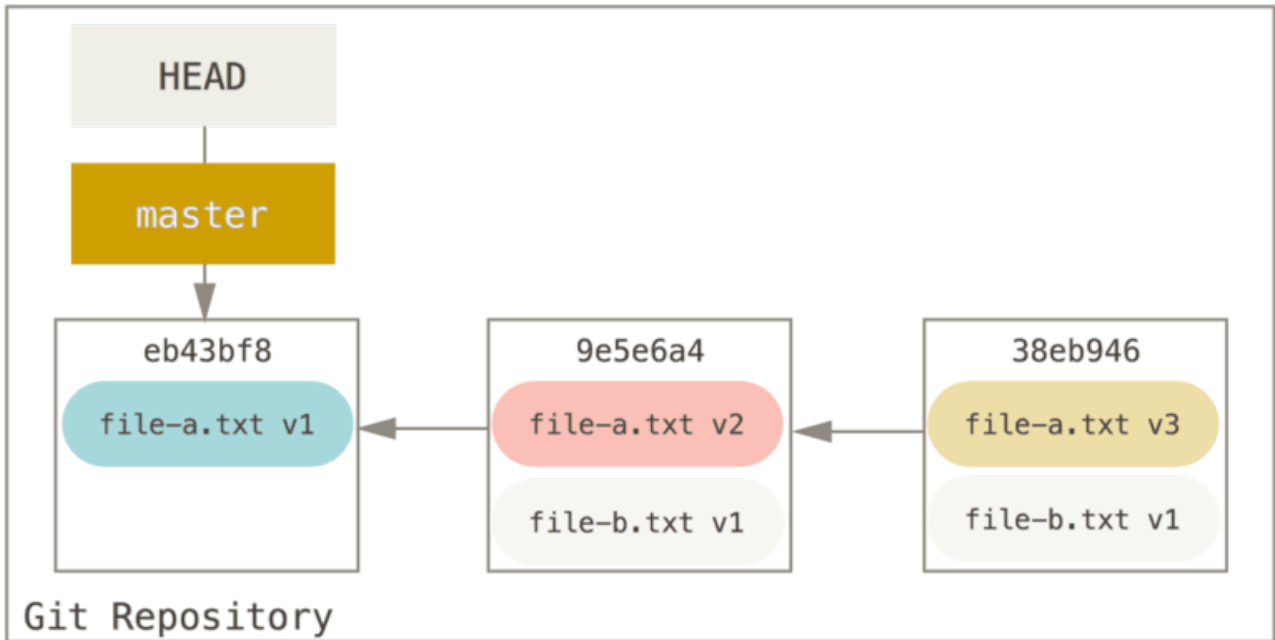 HEAD
master
eb43bf8
9e5e6a4
38eb946
file-a.txt v1
file-a.txt v2
file-a.txt v3
file-b.txt v1
file-b.txt v1
Git Repository